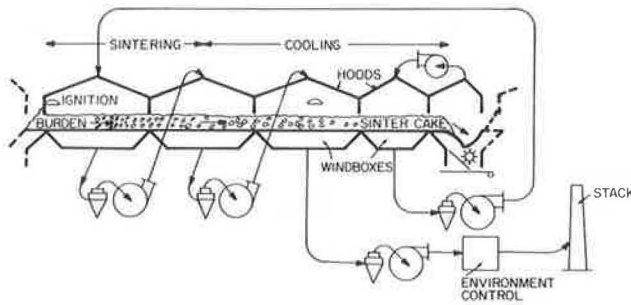 SINTERING
COOLING
HOODS
IGNITION
BURDEN
SINTER CAKE
WINDBOXES
STACK
ENVIRONMENT
CONTROL